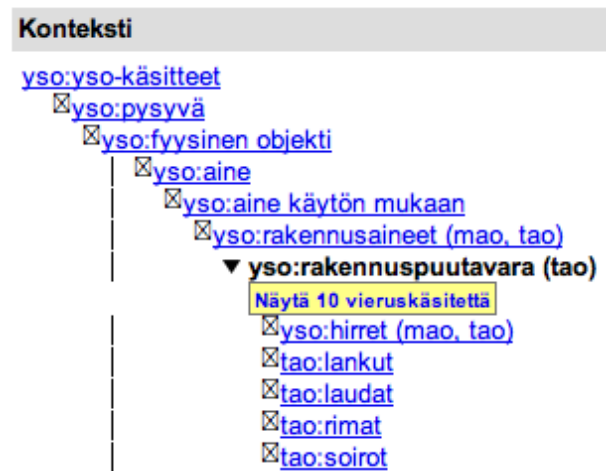 Konteksti
yso:yso-käsitteet
yso:pysyvä
yso:fyysinen objekti
yso:aine
yso:aine käytön mukaan
yso:rakennusaineet (mao, tao)
▼ yso:rakennuspuutavara (tao)
Näytä 10 vieruskäsitettä
yso:hirret (mao, tao)
tao:lankut
tao:laudat
tao:rimat
tao:soirot